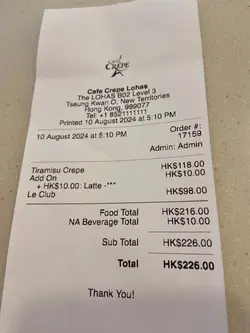 CRÊPE
Cafe Crepe Lohas
The LOHAS B02 Level 3
Tseung Kwan O, New Territories
Hong Kong, 999077
Tel: +1 8521111111
Printed 10 August 2024 at 5:10 PM
10 August 2024 at 5:10 PM
Order #:
17159
Admin: Admin
Tiramisu Crepe HK$118.00
Add On HK$10.00
+ HK$10.00: Latte -***
Le Club HK$98.00
Food Total HK$216.00
NA Beverage Total HK$10.00
Sub Total HK$226.00
Total HK$226.00
Thank You!